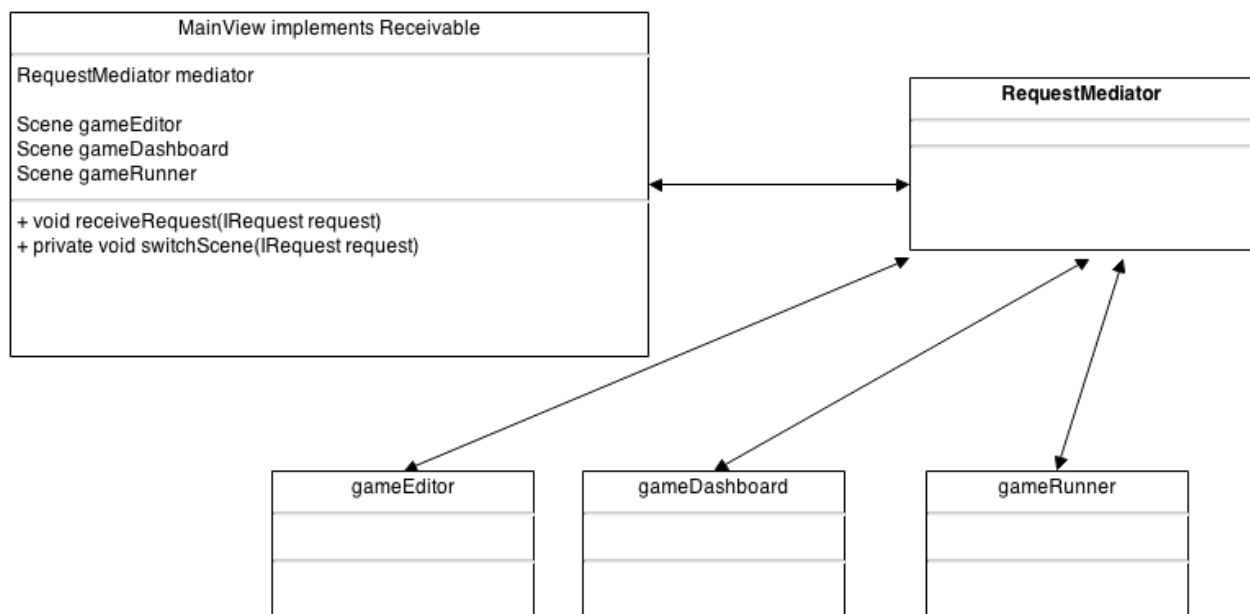 MainView implements Receivable
RequestMediator mediator
Scene gameEditor
Scene gameDashboard
Scene gameRunner
+ void receiveRequest(IRequest request)
+ private void switchScene(IRequest request)
RequestMediator
gameEditor
gameDashboard
gameRunner